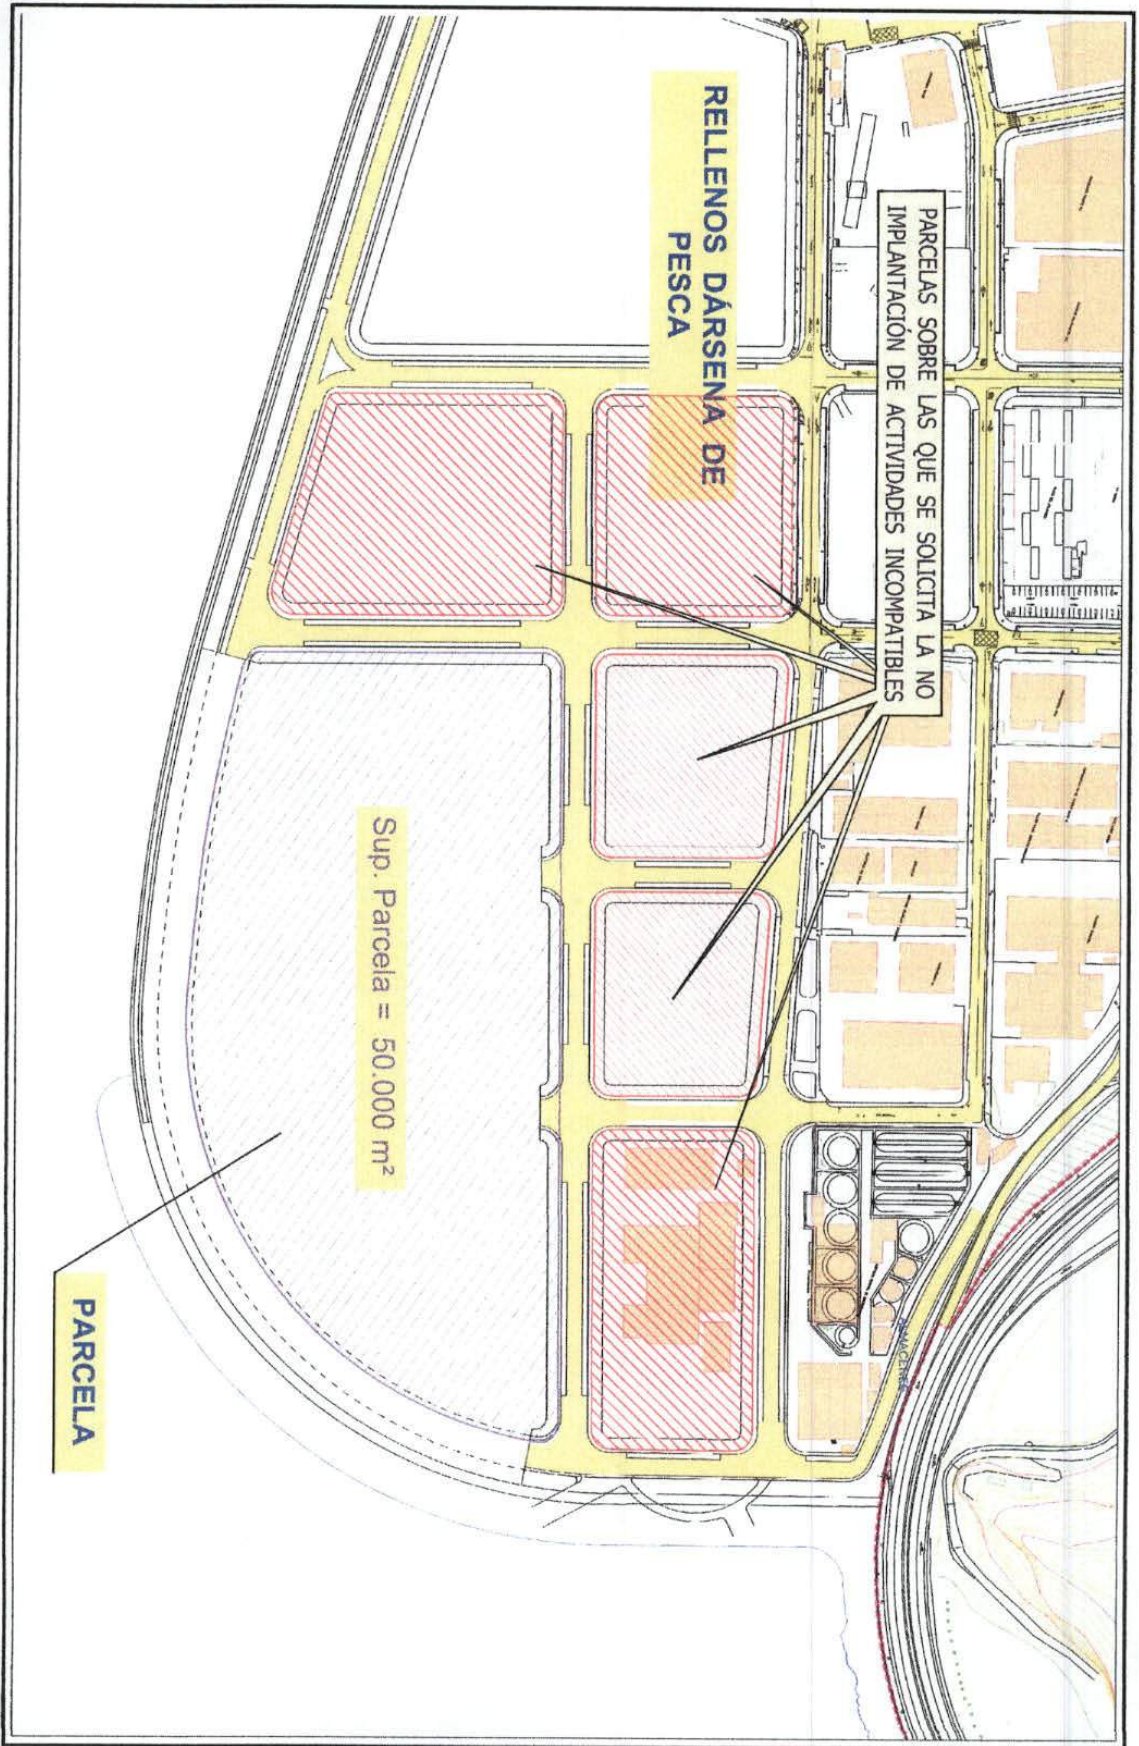 PARCELAS SOBRE LAS QUE SE SOLICITA LA NO
IMPLANTACIÓN DE ACTIVIDADES INCOMPATIBLES
RELLENOS DÁRSENA DE
PESCA
Sup. Parcela = 50.000 m²
PARCELA